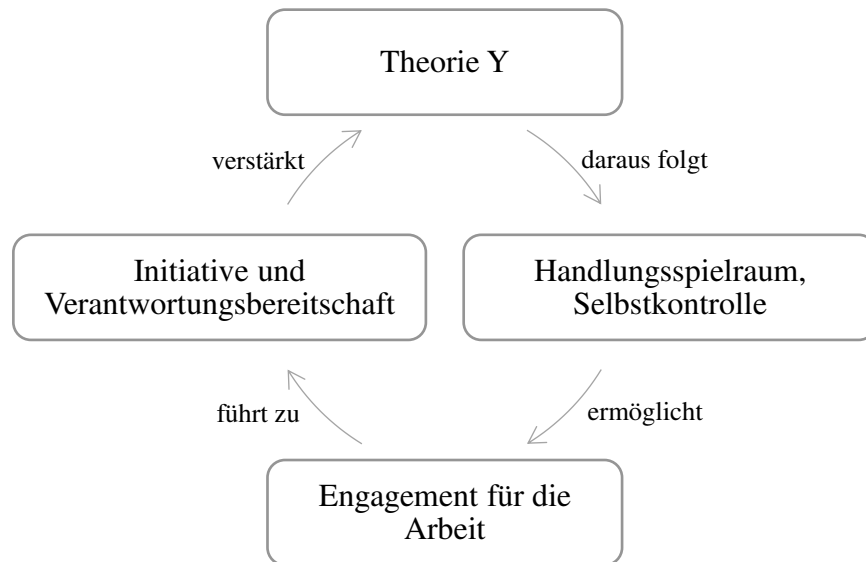 Theorie Y
verstärkt
daraus folgt
Initiative und
Verantwortungsbereitschaft
Handlungsspielraum,
Selbstkontrolle
führt zu
ermöglicht
Engagement für die
Arbeit